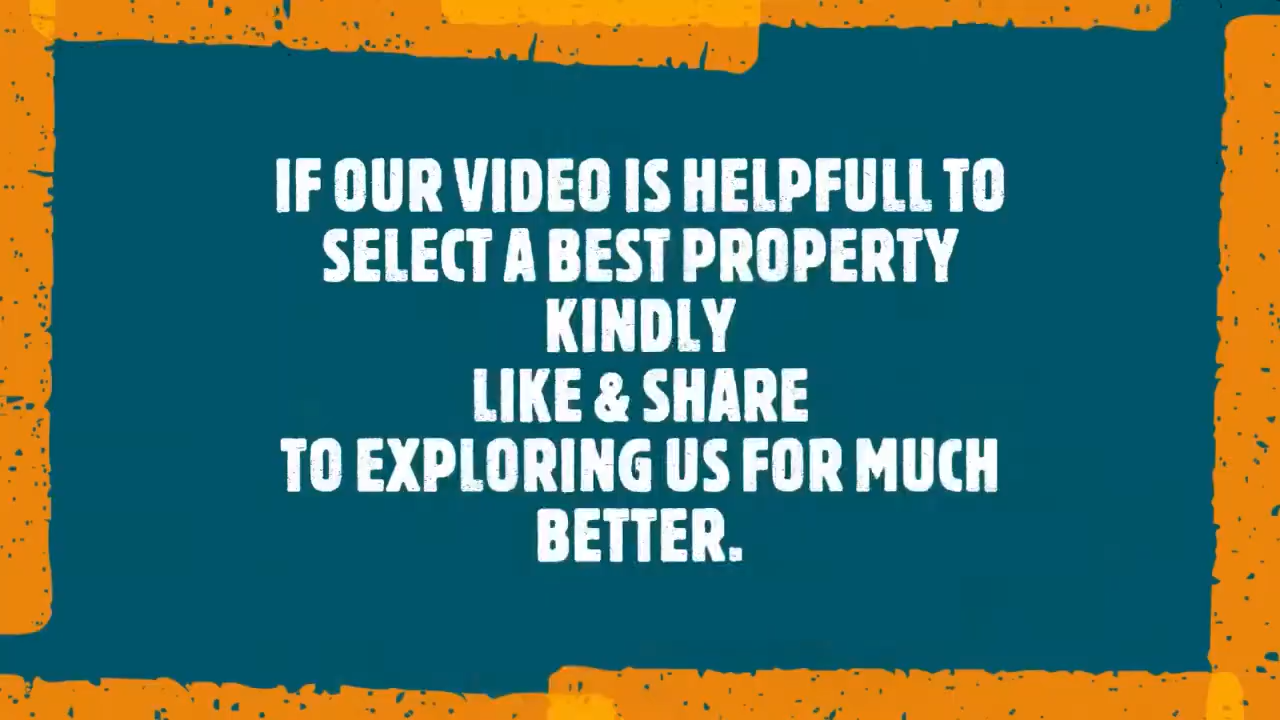 IF OUR VIDEO IS HELPFULL TO
SELECT A BEST PROPERTY
KINDLY
LIKE & SHARE
TO EXPLORING US FOR MUCH
BETTER.